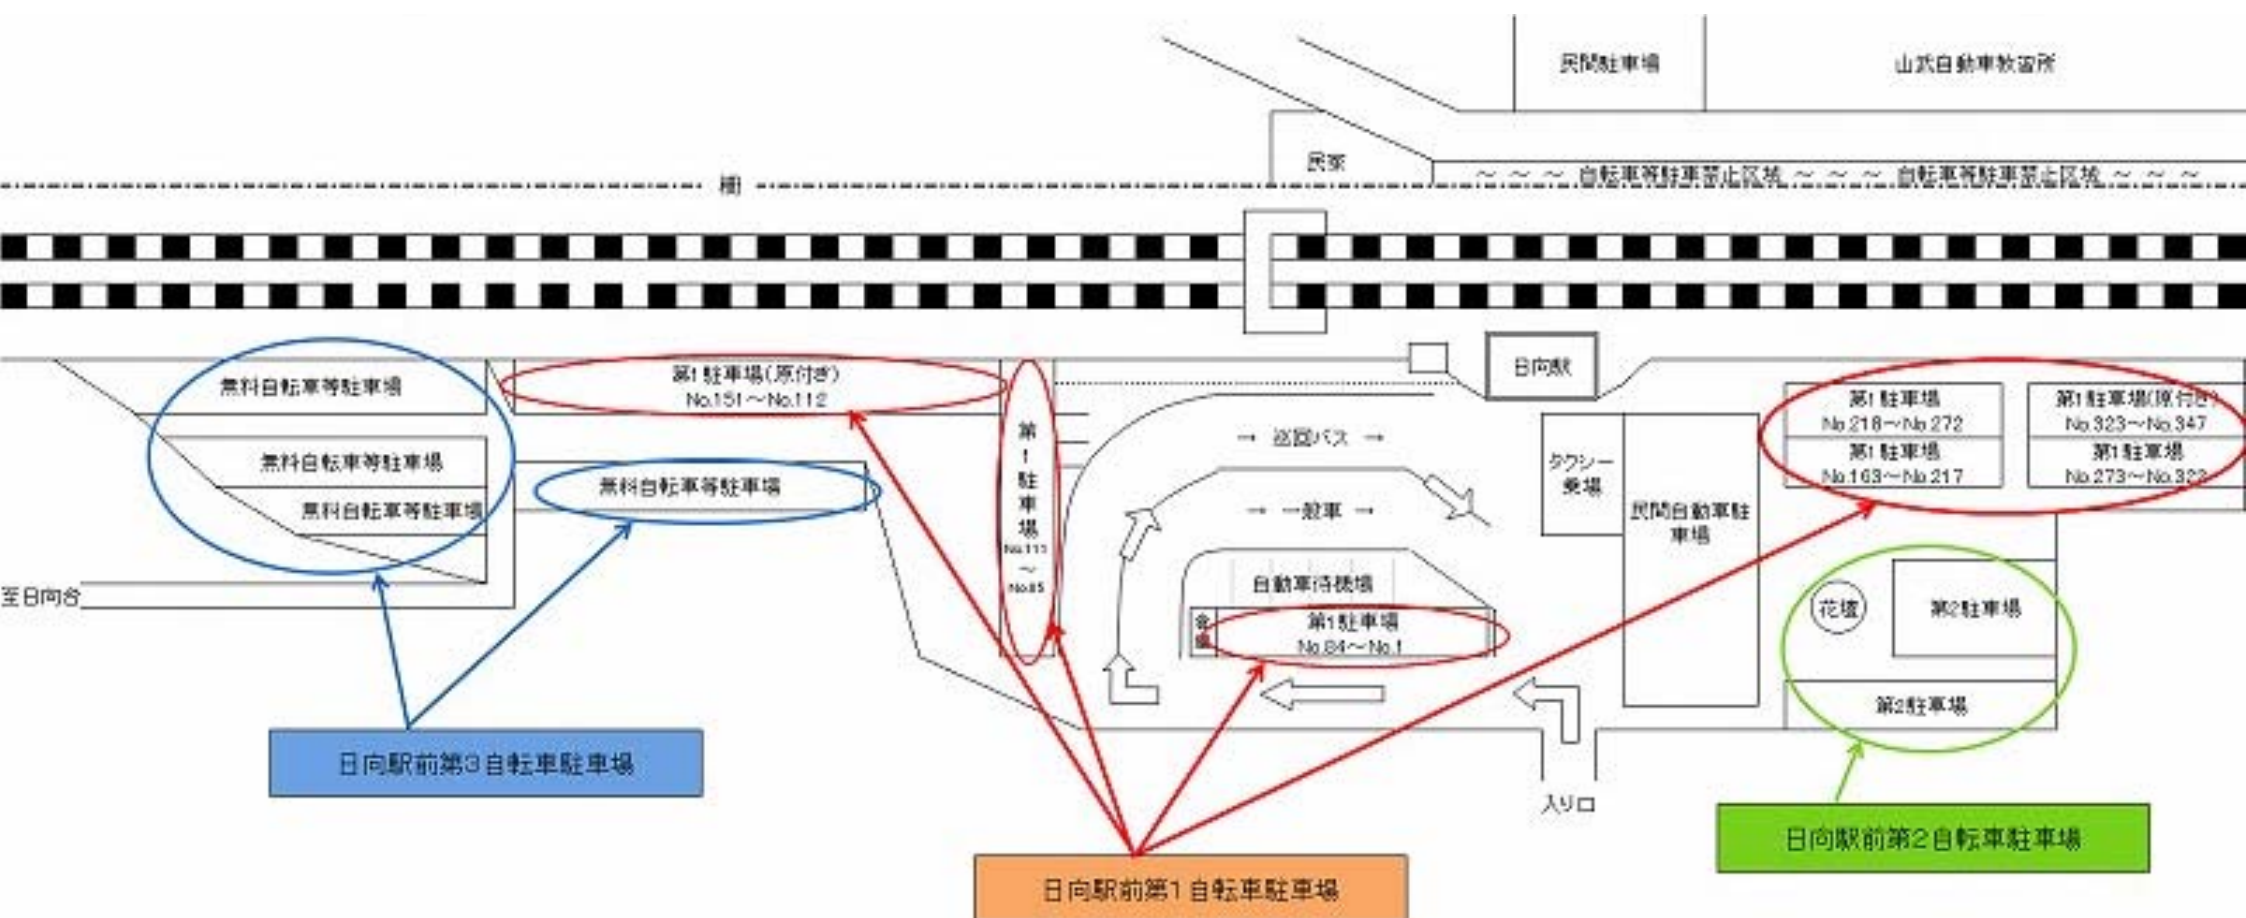 民間駐車場
山武自動車教習所
民家
柵
～ ～ ～ 自転車等駐車禁止区域 ～ ～ ～ 自転車等駐車禁止区域 ～ ～ ～
日向駅
無料自転車等駐車場
無料自転車等駐車場
無料自転車等駐車場
至日向台
第1駐車場(原付き)
No.151～No.112
無料自転車等駐車場
第1駐車場
No.111
～
No.85
→ 巡回バス →
→ 一般車 →
自動車待機場
第1駐車場
No.84～No.1
タクシー
乗場
民間自動車駐
車場
第1駐車場
No.218～No.272
第1駐車場
No.163～No.217
第1駐車場(原付き)
No.323～No.347
第1駐車場
No.273～No.322
花壇
第2駐車場
第2駐車場
入り口
日向駅前第3自転車駐車場
日向駅前第1自転車駐車場
日向駅前第2自転車駐車場